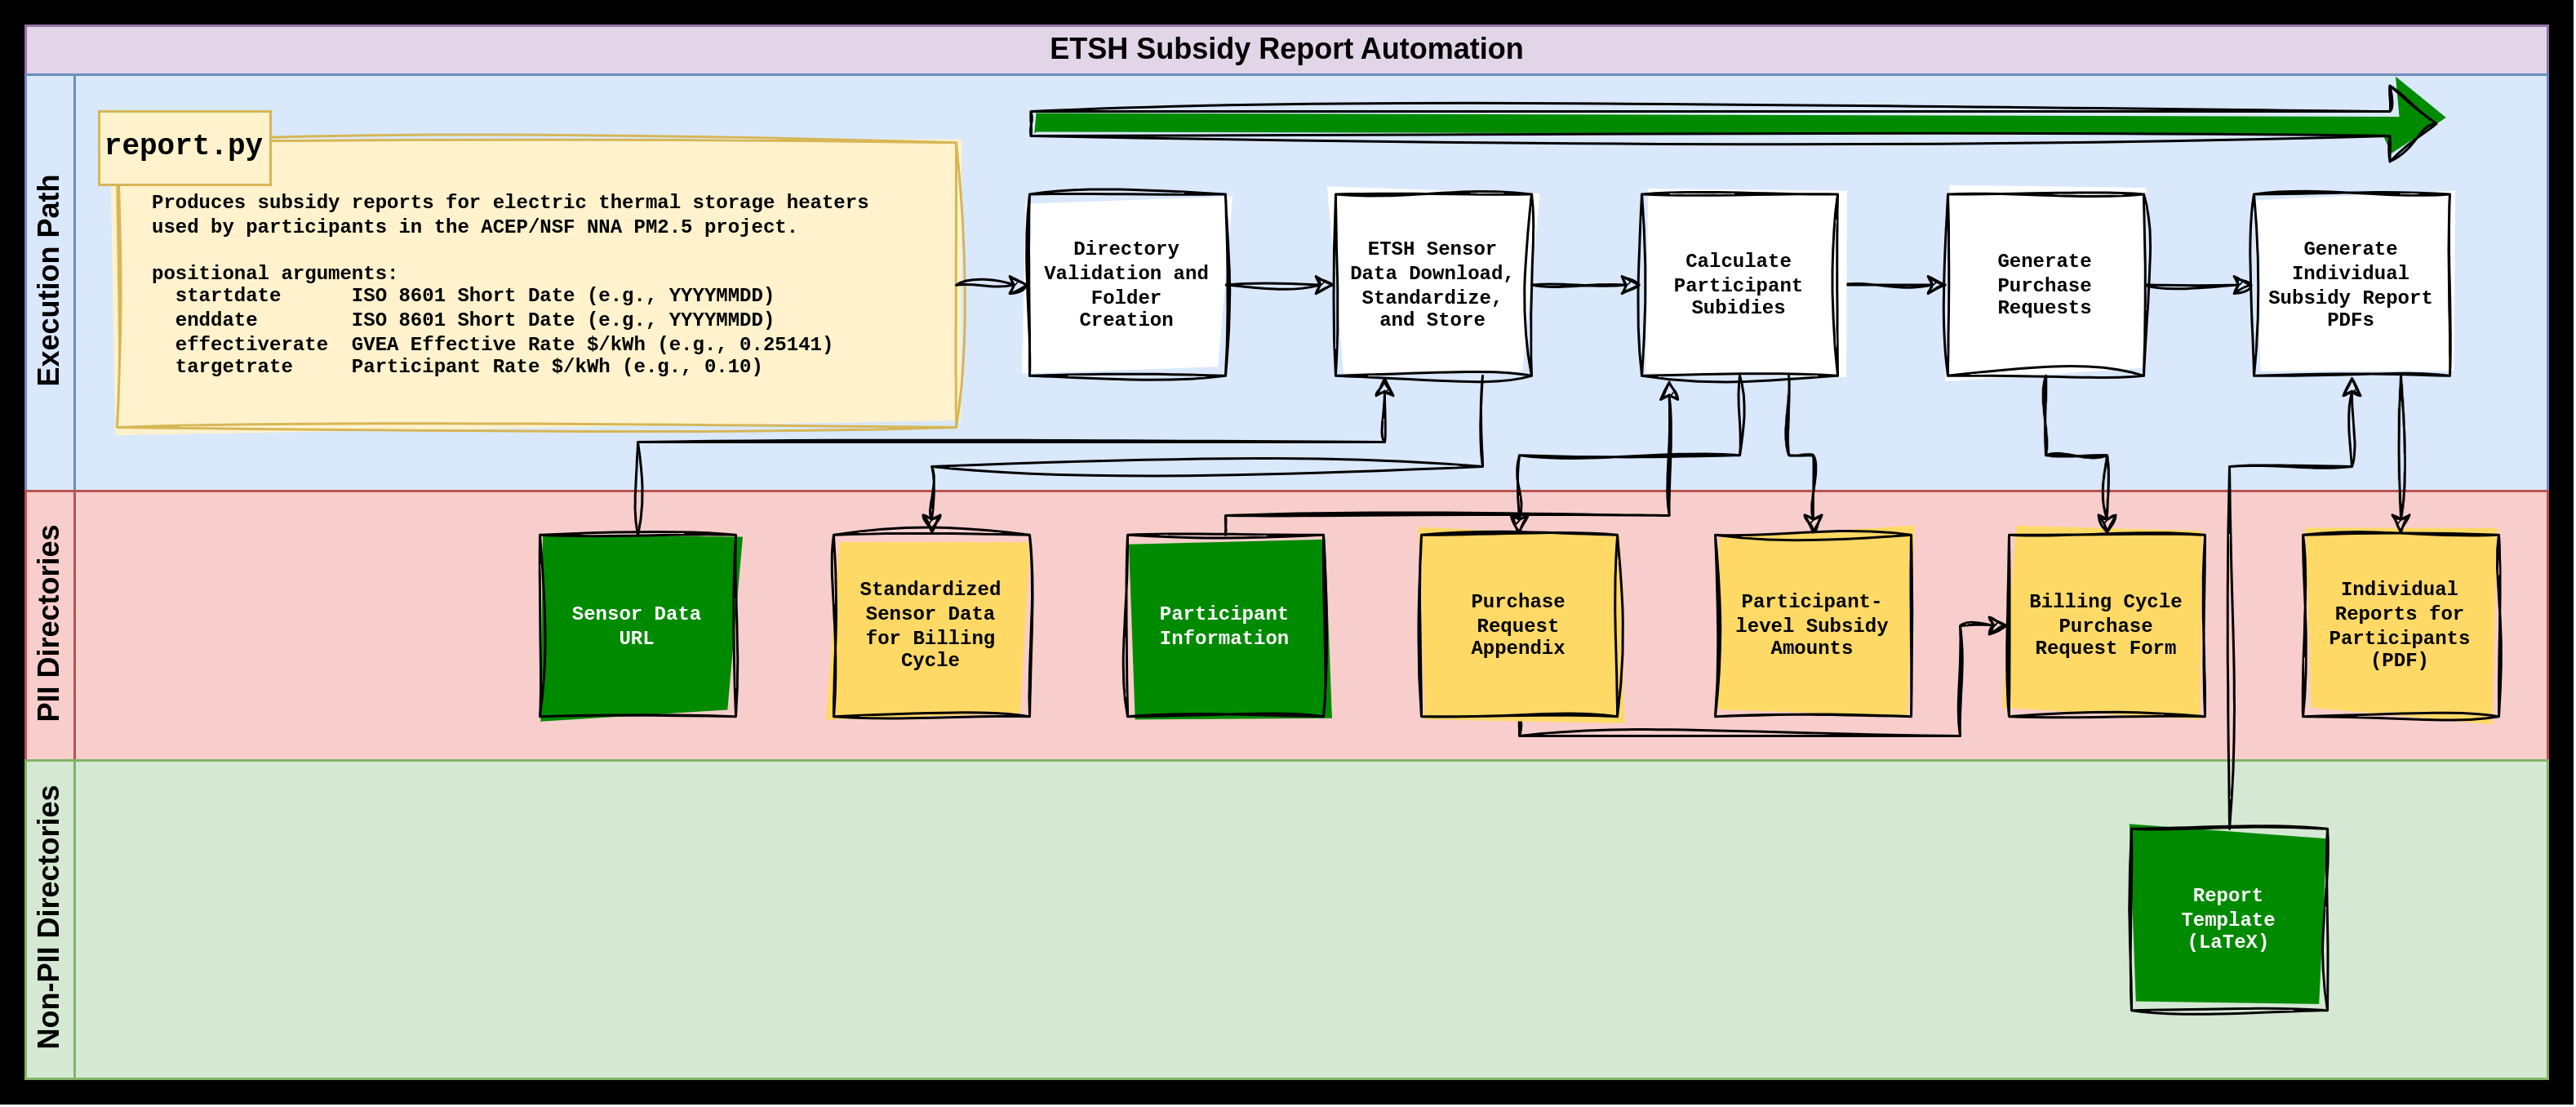 ETSH Subsidy Report Automation
Execution Path
report.py
Produces subsidy reports for electric thermal storage heaters
used by participants in the ACEP/NSF NNA PM2.5 project.
positional arguments:
startdate ISO 8601 Short Date (e.g., YYYYMMDD)
enddate ISO 8601 Short Date (e.g., YYYYMMDD)
effectiverate GVEA Effective Rate $/kWh (e.g., 0.25141)
targetrate Participant Rate $/kWh (e.g., 0.10)
Directory
Validation and
Folder
Creation
ETSH Sensor
Data Download,
Standardize,
and Store
Calculate
Participant
Subidies
Generate
Purchase
Requests
Generate
Individual
Subsidy Report
PDFs
PII Directories
Sensor Data
URL
Standardized
Sensor Data
for Billing
Cycle
Participant
Information
Purchase
Request
Appendix
Participant-
level Subsidy
Amounts
Billing Cycle
Purchase
Request Form
Individual
Reports for
Participants
(PDF)
Non-PII Directories
Report
Template
(LaTeX)